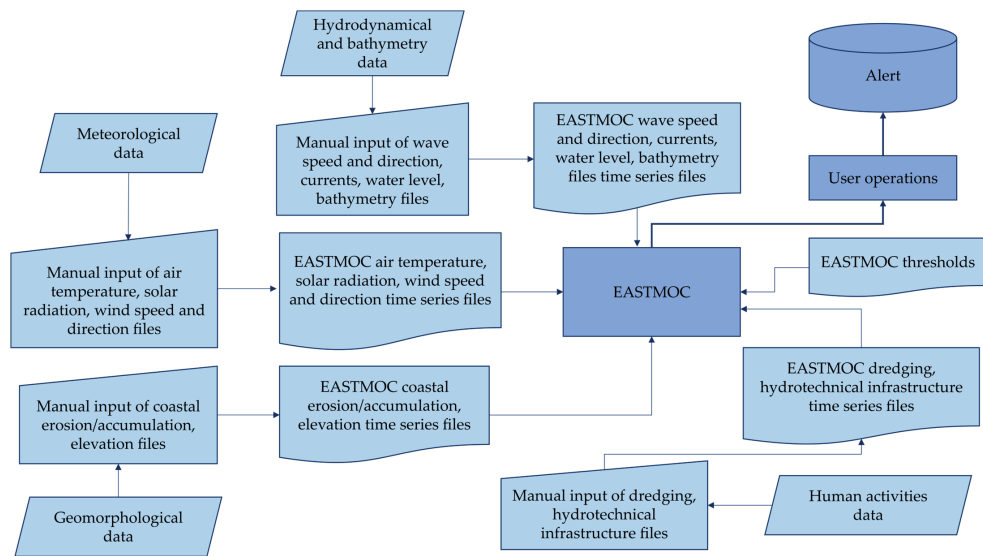 Hydrodynamical
and bathymetry
data
Alert
Meteorological
data
Manual input of wave
speed and direction,
currents, water level,
bathymetry files
EASTMOC wave speed
and direction, currents,
water level, bathymetry
files time series files
User operations
Manual input of air
temperature, solar
radiation, wind speed and
direction files
EASTMOC air temperature,
solar radiation, wind speed
and direction time series files
EASTMOC
EASTMOC thresholds
Manual input of coastal
erosion/accumulation,
elevation files
EASTMOC coastal
erosion/accumulation,
elevation time series files
EASTMOC dredging,
hydrotechnical infrastructure
time series files
Geomorphological
data
Manual input of dredging,
hydrotechnical
infrastructure files
Human activities
data